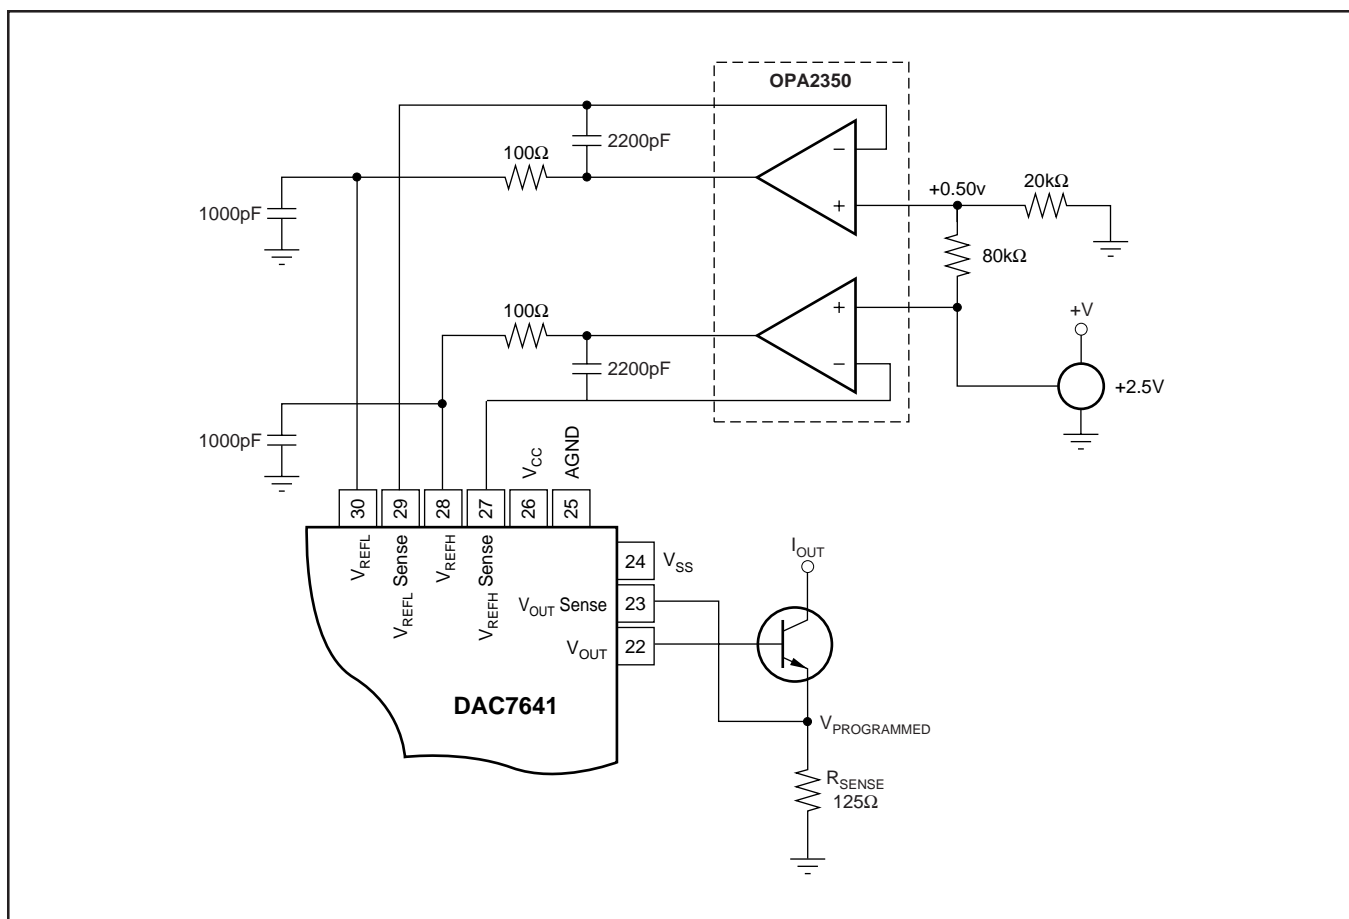 OPA2350
2200pF
100Ω
−
+
+0.50v
20kΩ
1000pF
80kΩ
100Ω
+
−
2200pF
+V
+2.5V
1000pF
VCC
AGND
30
29
28
27
26
25
VREFL
VREFL Sense
VREFH
VREFH Sense
24
VSS
IOUT
VOUT Sense
23
VOUT
22
DAC7641
VPROGRAMMED
RSENSE
125Ω